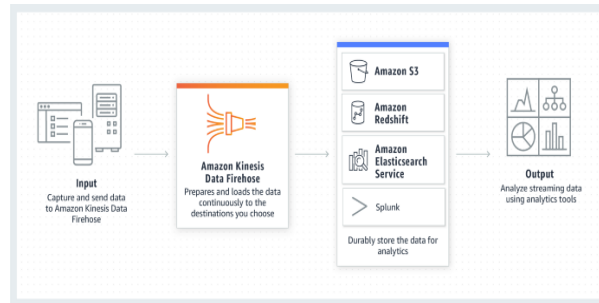 Input
Capture and send data
to Amazon Kinesis Data
Firehose
Amazon Kinesis
Data Firehose
Prepares and loads the data
continuously to the
destinations you choose
Amazon S3
Amazon
Redshift
Amazon
Elasticsearch
Service
Splunk
Durably store the data for
analytics
Output
Analyze streaming data
using analytics tools